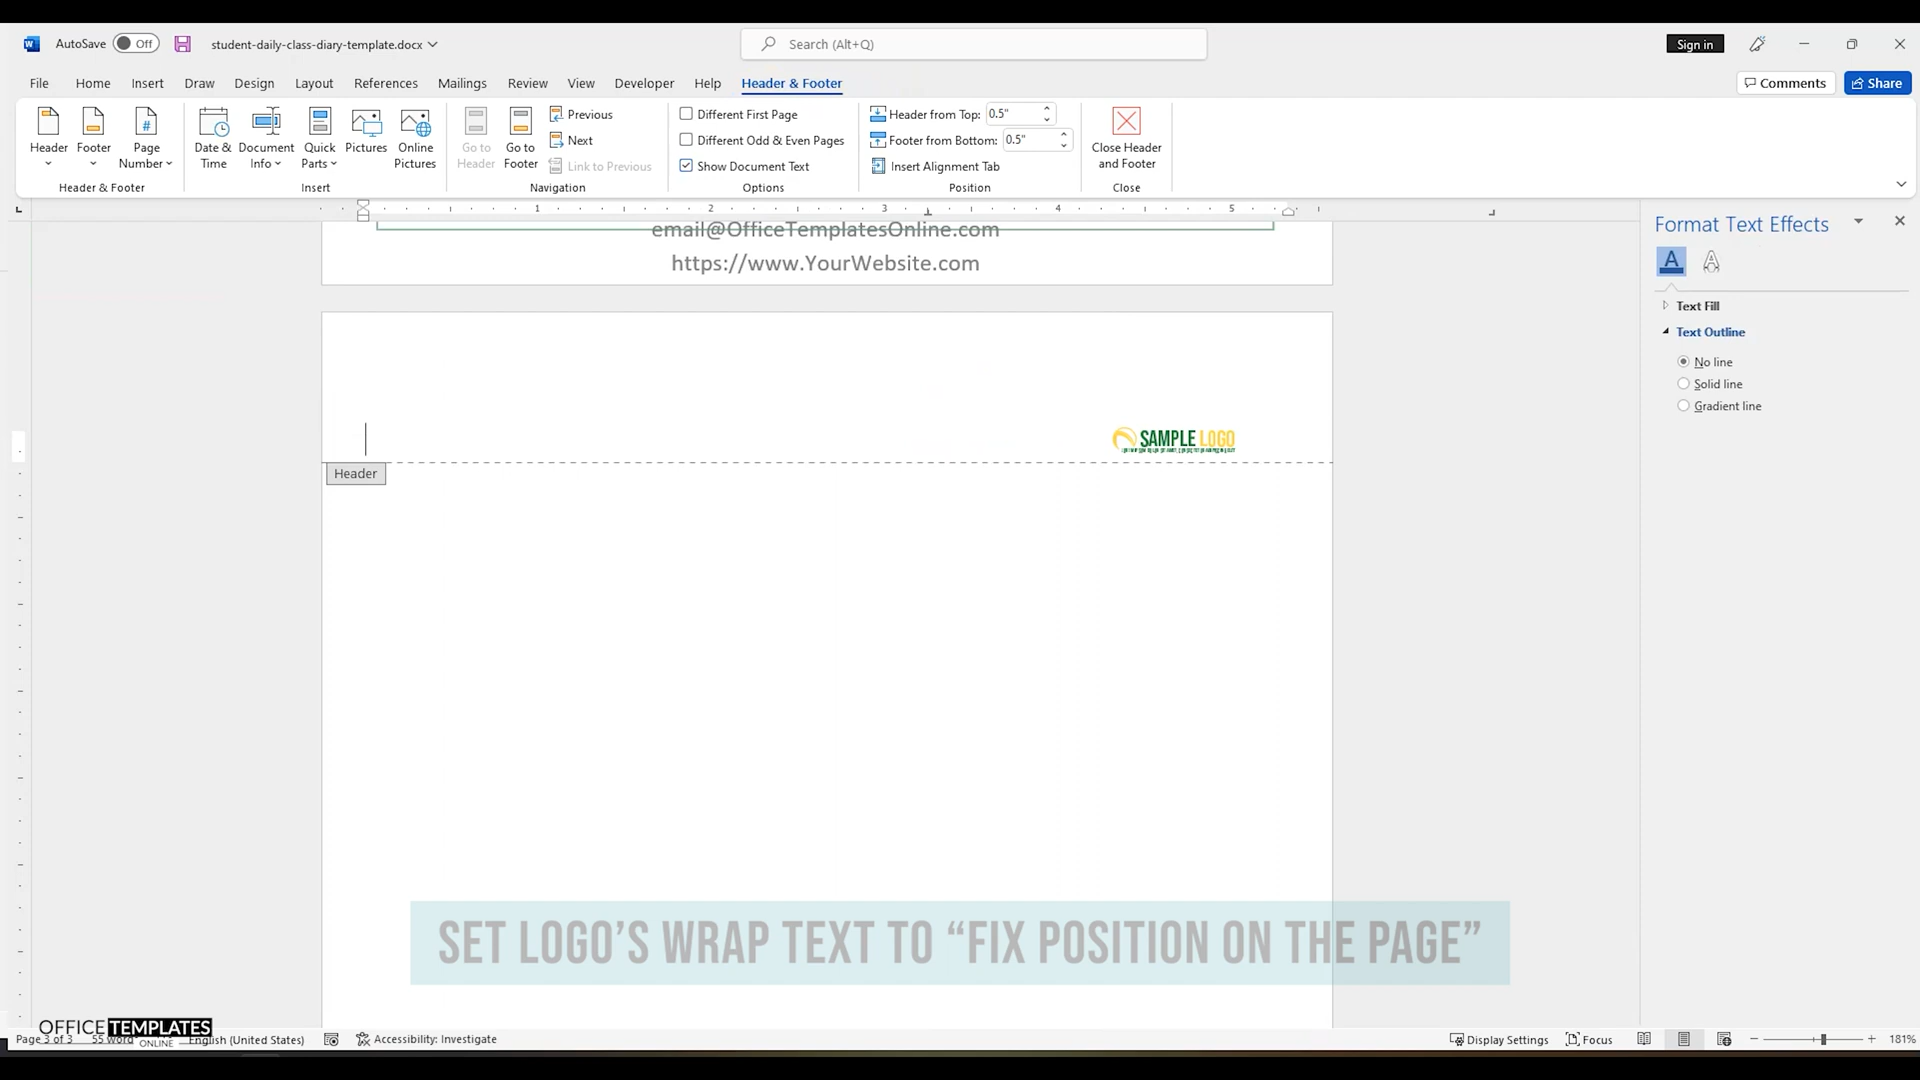 AutoSave Off student-daily-class-diary-template.docx Search (Alt+Q) Sign in
File Home Insert Draw Design Layout References Mailings Review View Developer Help Header & Footer Comments Share
Header Footer Page Number Date & Time Document Info Quick Parts Pictures Online Pictures Go to Header Go to Footer
Previous
Next
Link to Previous
Different First Page
Different Odd & Even Pages
Show Document Text
Header from Top: 0.5"
Footer from Bottom: 0.5"
Insert Alignment Tab
Close Header and Footer
Header & Footer Insert Navigation Options Position Close
1 2 3 4 5
email@OfficeTemplatesOnline.com
https://www.YourWebsite.com
SAMPLE LOGO
Header
Format Text Effects
Text Fill
Text Outline
No line
Solid line
Gradient line
SET LOGO’S WRAP TEXT TO “FIX POSITION ON THE PAGE”
OFFICE TEMPLATES
ONLINE
Page 3 of 3 55 word English (United States) Accessibility: Investigate Display Settings Focus 181%